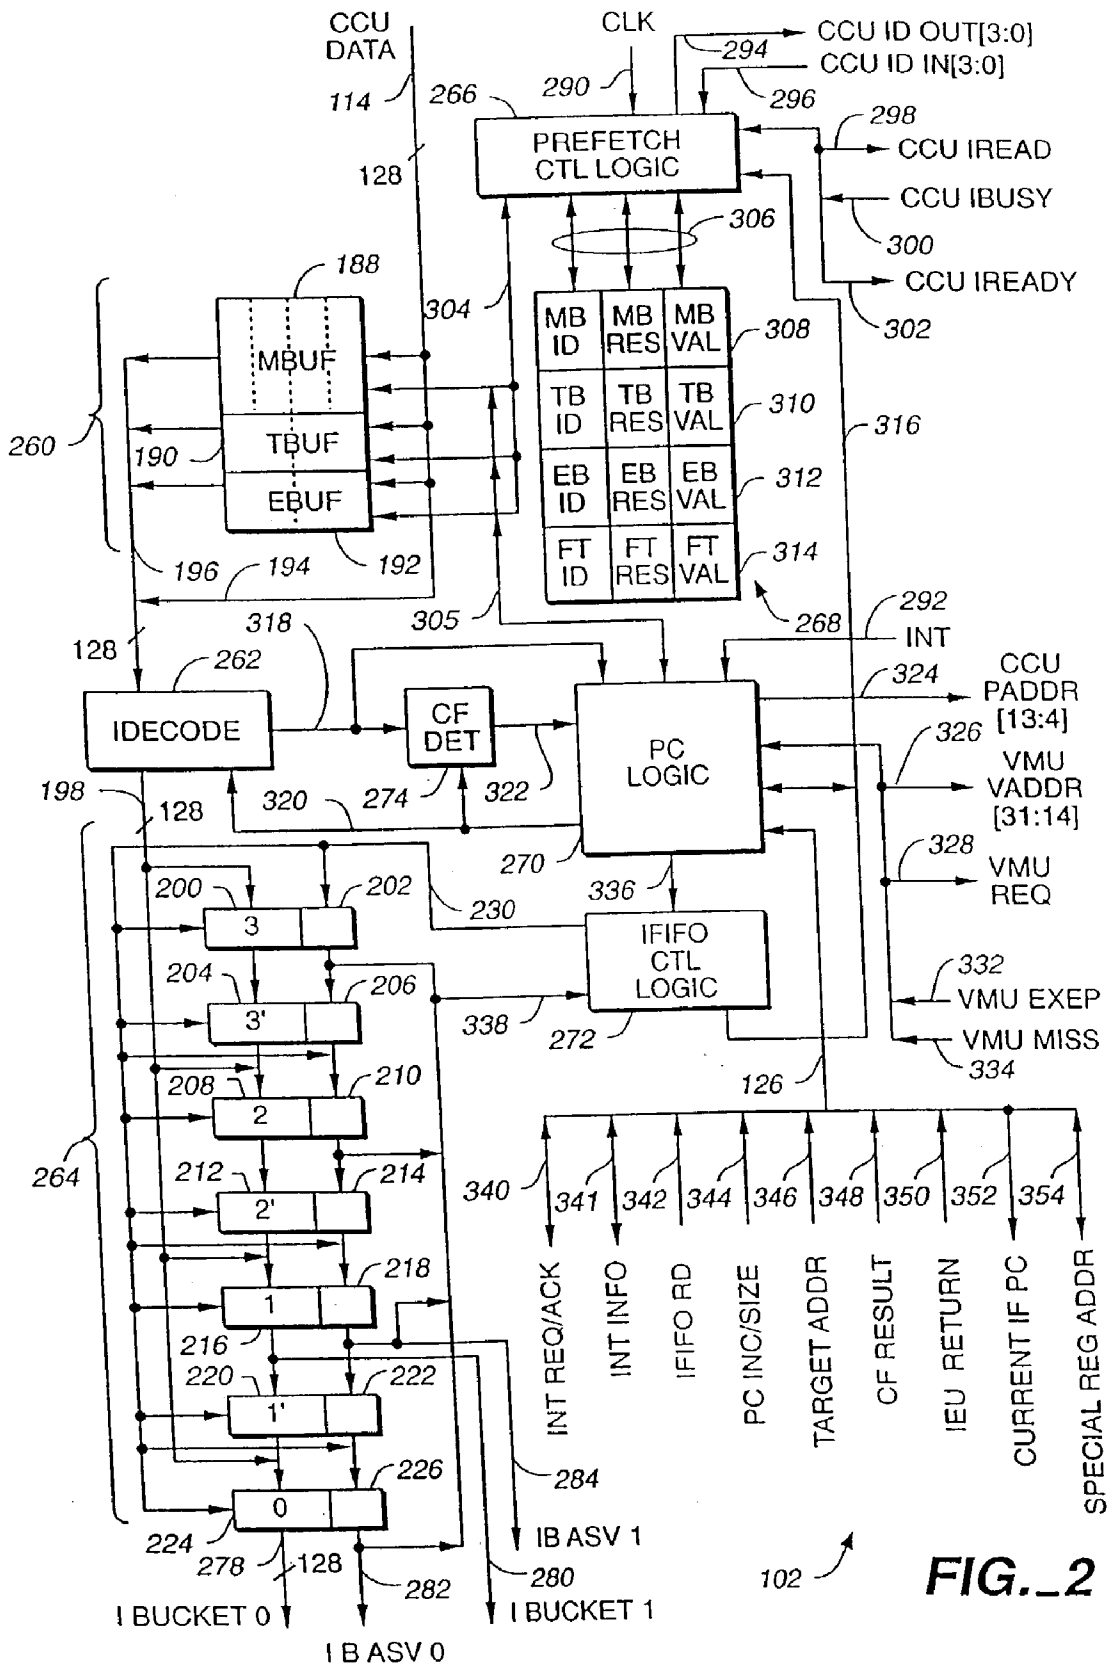 CCU
DATA
CLK
CCU ID OUT[3:0]
294
CCU ID IN[3:0]
290
296
114
266
298
PREFETCH
CTL LOGIC
CCU IREAD
128
CCU IBUSY
306
300
188
CCU IREADY
304
302
MB
ID
MB
RES
MB
VAL
308
MBUF
TB
ID
TB
RES
TB
VAL
310
316
260
190
TBUF
EB
ID
EB
RES
EB
VAL
312
EBUF
FT
ID
FT
RES
FT
VAL
314
196
194
192
292
318
305
268
INT
128
262
324
CCU
PADDR
[13:4]
IDECODE
CF
DET
PC
LOGIC
326
VMU
VADDR
[31:14]
198
128
320
274
322
328
270
VMU
REQ
200
202
336
230
3
IFIFO
CTL
LOGIC
332
204
206
VMU EXEP
3'
338
272
VMU MISS
334
208
210
126
2
264
212
214
340
341
342
344
346
348
350
352
354
2'
218
1
216
INT REQ/ACK
INT INFO
IFIFO RD
PC INC/SIZE
TARGET ADDR
CF RESULT
IEU RETURN
CURRENT IF PC
SPECIAL REG ADDR
220
222
1'
226
284
0
224
IB ASV 1
278
128
282
280
102
FIG._2
I BUCKET 0
I BUCKET 1
I B ASV 0